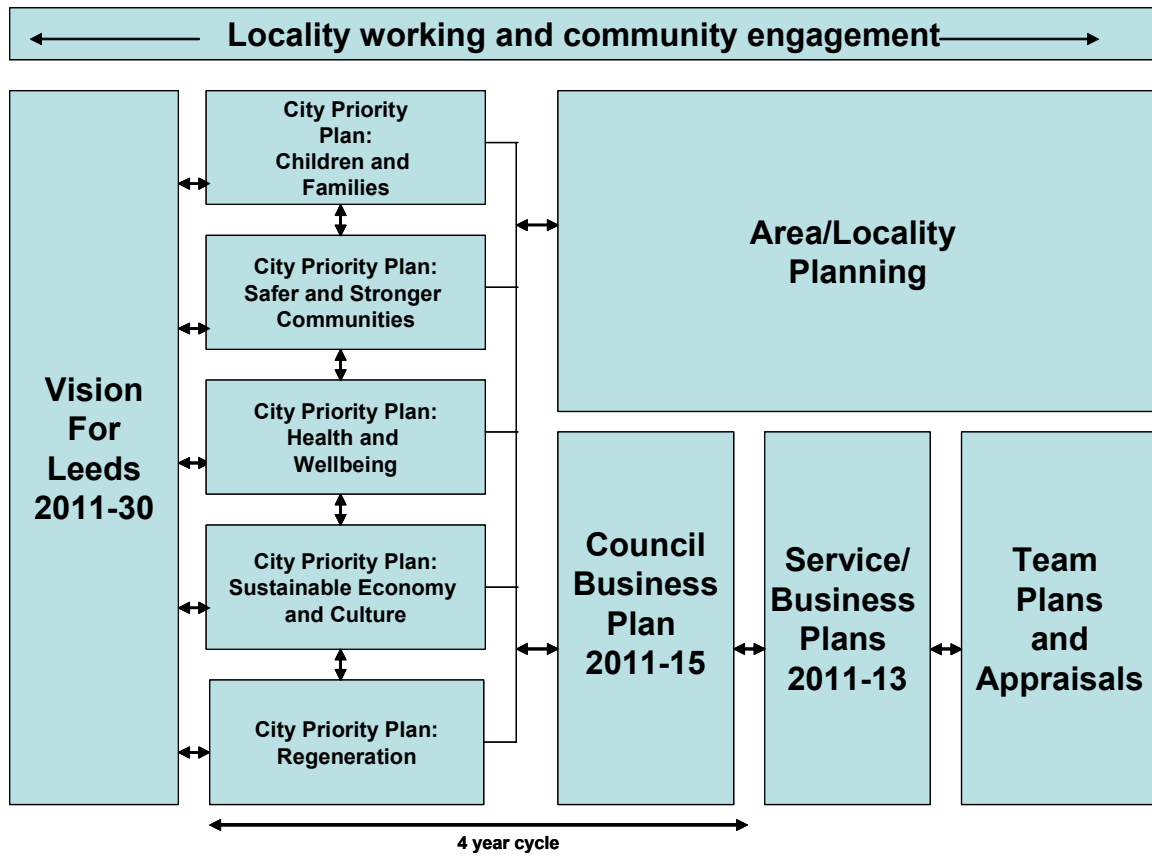 Locality working and community engagement
Vision
For
Leeds
2011-30
City Priority
Plan:
Children and
Families
City Priority Plan:
Safer and Stronger
Communities
City Priority Plan:
Health and
Wellbeing
City Priority Plan:
Sustainable Economy
and Culture
City Priority Plan:
Regeneration
Area/Locality
Planning
Council
Business
Plan
2011-15
Service/
Business
Plans
2011-13
Team
Plans
and
Appraisals
4 year cycle